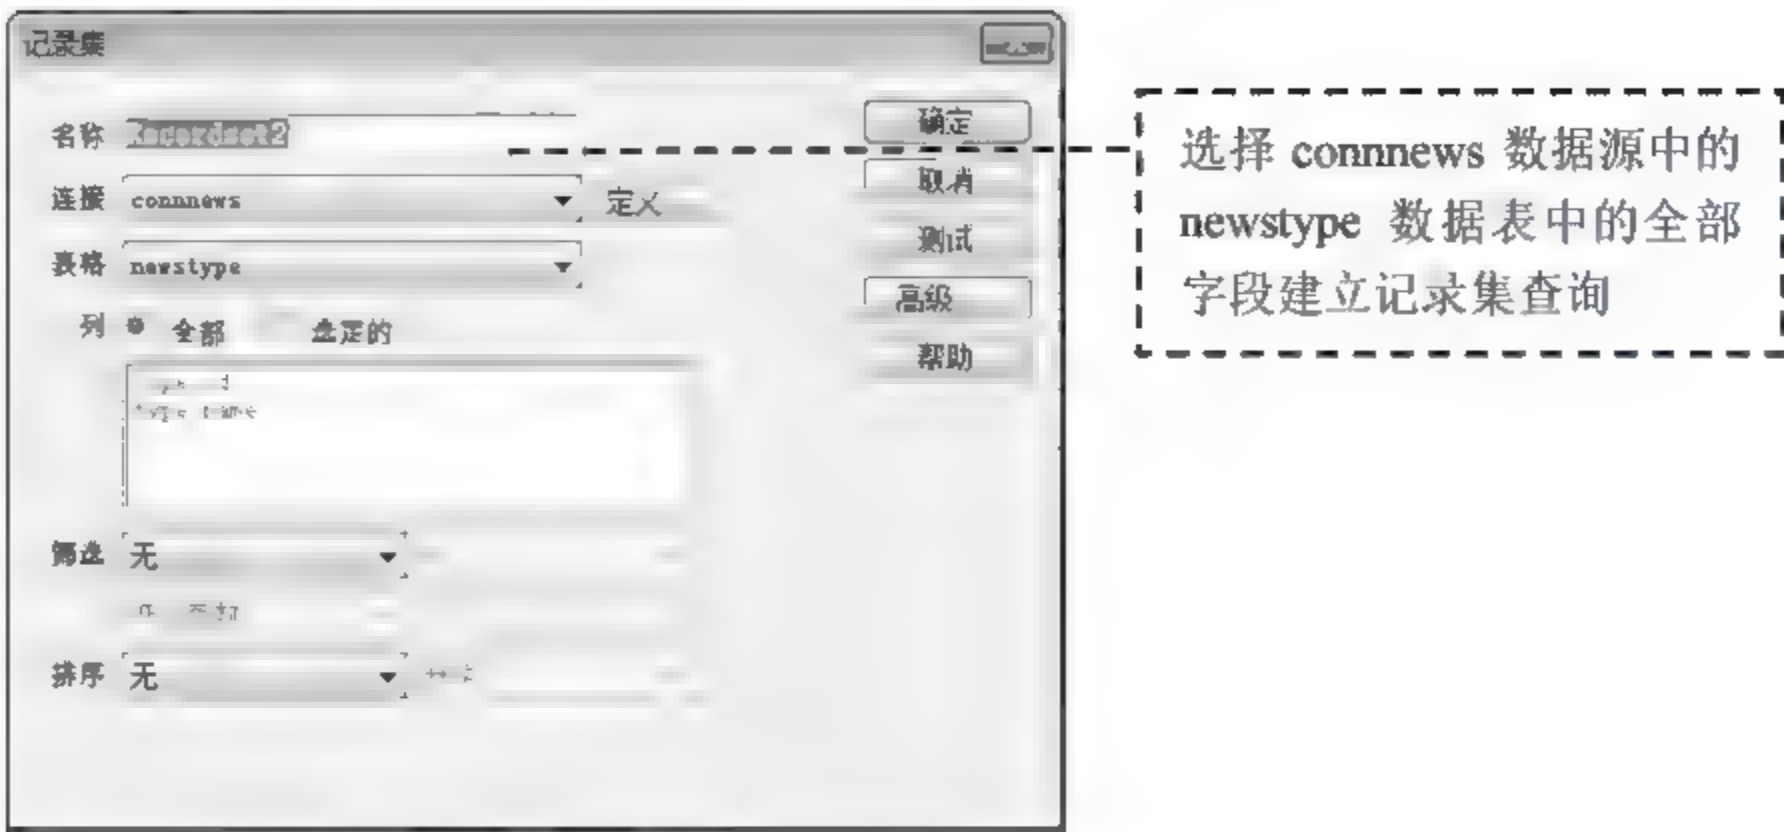 记录集
名称 Recordset2
连接 connnews 定义
表格 newstype
列 全部 选定的
筛选 无
排序 无
确定
取消
测试
高级
帮助
选择 connnews 数据源中的
newstype 数据表中的全部
字段建立记录集查询